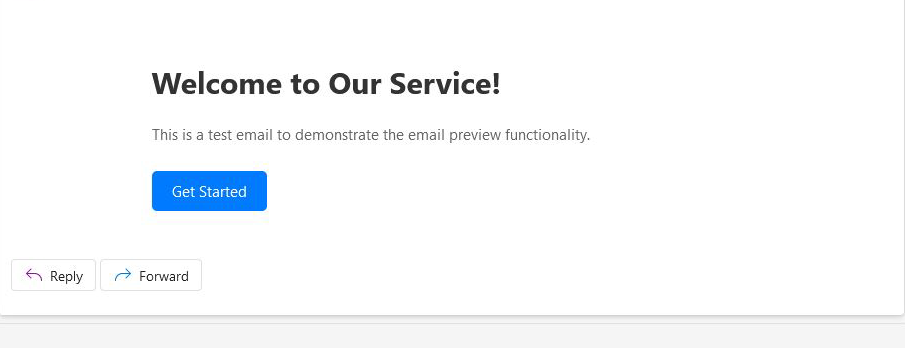 Welcome to Our Service!
This is a test email to demonstrate the email preview functionality.
Get Started
Reply Forward